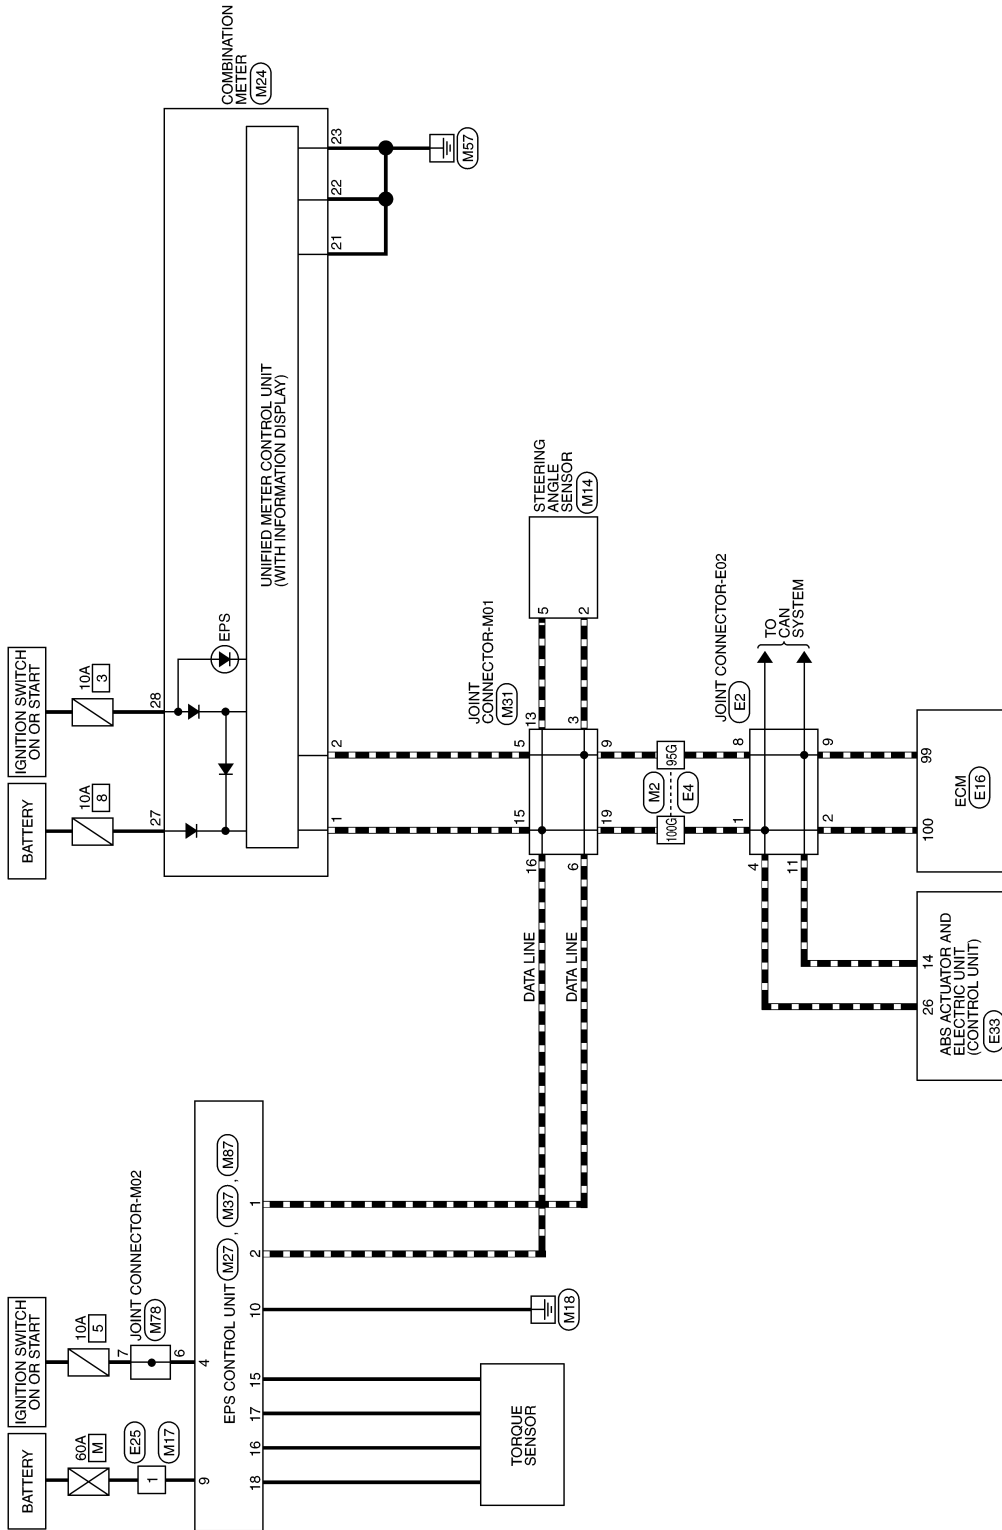 BATTERY
60A
M
E25
1
M17
9
IGNITION SWITCH
ON OR START
10A
5
7
JOINT CONNECTOR-M02
M78
6
4
EPS CONTROL UNIT M27 , M37 , M87
18
16
17
15
10
2
1
TORQUE
SENSOR
M18
BATTERY
10A
8
27
IGNITION SWITCH
ON OR START
10A
3
28
EPS
COMBINATION
METER
M24
UNIFIED METER CONTROL UNIT
(WITH INFORMATION DISPLAY)
1
2
21
22
23
M57
DATA LINE
DATA LINE
JOINT
CONNECTOR-M01
M31
15
5
16
13
6
3
19
9
STEERING
ANGLE
SENSOR
M14
5
2
100G
95G
M2
E4
JOINT CONNECTOR-E02
E2
1
8
4
11
2
9
TO
CAN
SYSTEM
26
14
ABS ACTUATOR AND
ELECTRIC UNIT
(CONTROL UNIT)
E33
100
99
ECM
E16